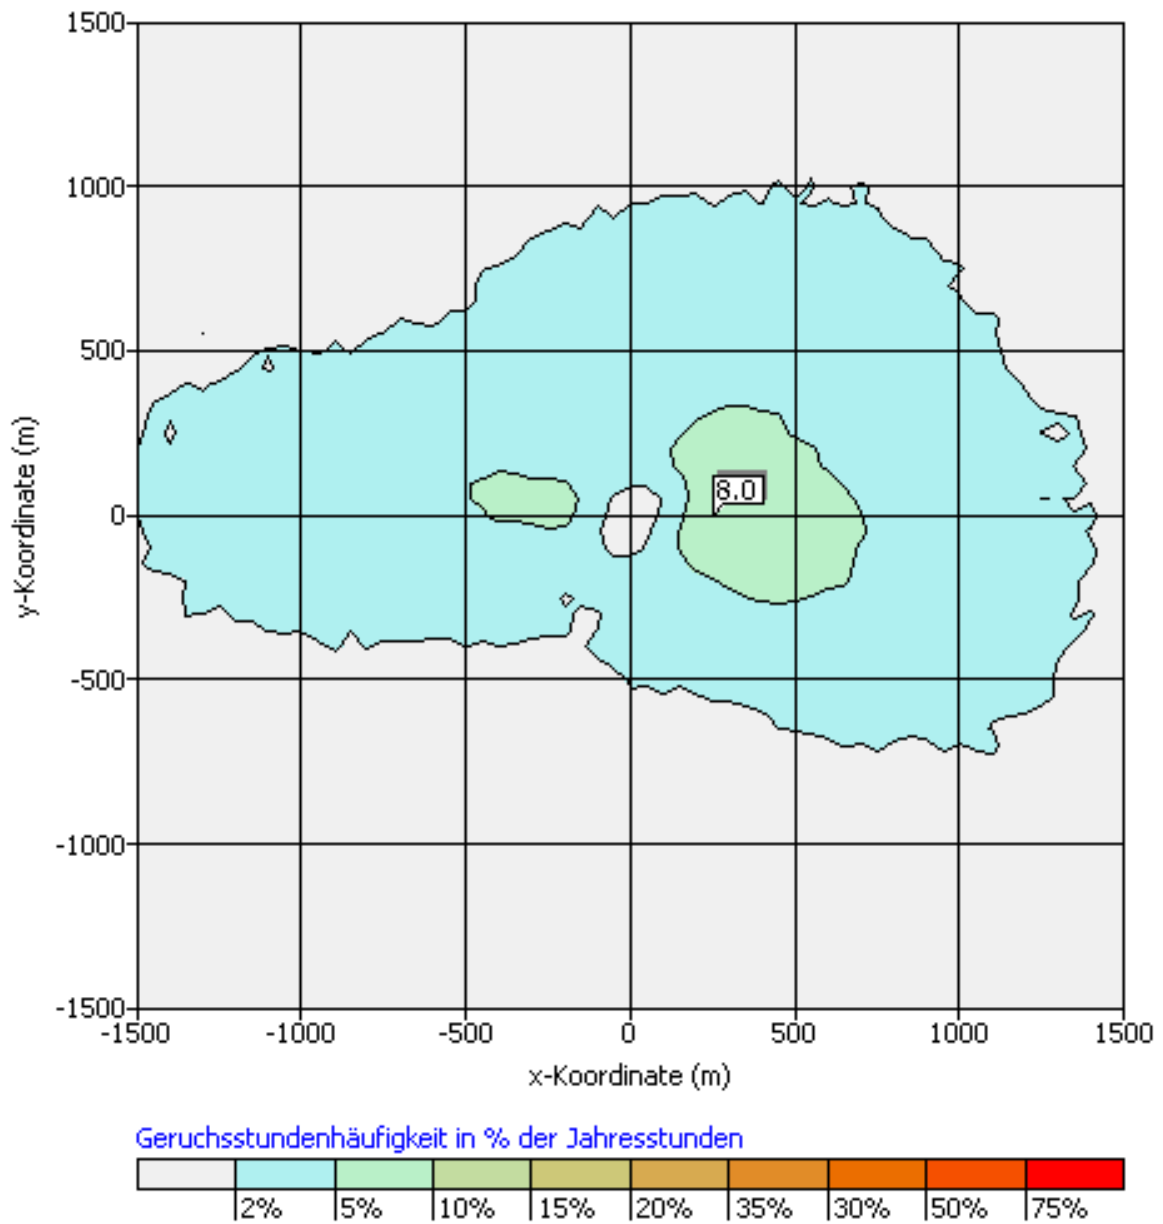 1500
1000
500
8.0
y-Koordinate (m)
0
-500
-1000
-1500
-1500 -1000 -500 0 500 1000 1500
x-Koordinate (m)
Geruchsstundenhäufigkeit in % der Jahresstunden
2% 5% 10% 15% 20% 35% 30% 50% 75%